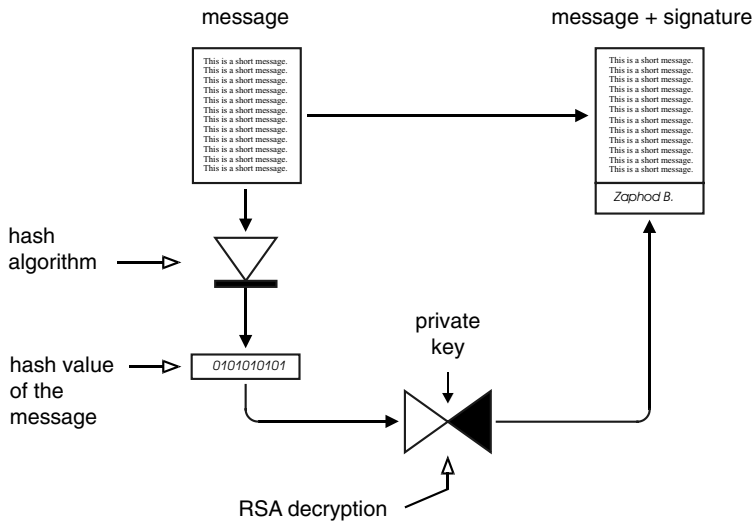 message
This is a short message.
This is a short message.
This is a short message.
This is a short message.
This is a short message.
This is a short message.
This is a short message.
This is a short message.
This is a short message.
This is a short message.
This is a short message.
This is a short message.
message + signature
This is a short message.
This is a short message.
This is a short message.
This is a short message.
This is a short message.
This is a short message.
This is a short message.
This is a short message.
This is a short message.
This is a short message.
This is a short message.
This is a short message.
Zaphod B.
hash
algorithm
hash value
of the
message
0101010101
private
key
RSA decryption